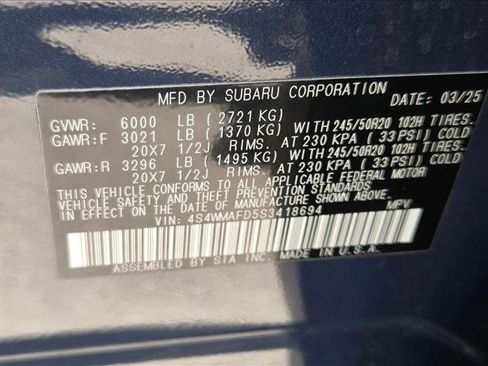 MFD BY SUBARU CORPORATION DATE: 03/25
GVWR: 6000 LB (2721 KG)
GAWR:F 3021 LB (1370 KG) WITH 245/50R20 102H TIRES.
20X7 1/2J RIMS. AT 230 KPA ( 33 PSI) COLD
GAWR:R 3296 LB (1495 KG) WITH 245/50R20 102H TIRES.
20X7 1/2J RIMS. AT 230 KPA ( 33 PSI) COLD
THIS VEHICLE CONFORMS TO ALL APPLICABLE FEDERAL MOTOR
VEHICLE SAFETY AND THEFT PREVENTION STANDARDS
IN EFFECT ON THE DATE OF MANUFACTURE SHOWN ABOVE.
VIN: 4S4WMAFD5S3418694 MPV
ASSEMBLED BY SIA INC. MADE IN U.S.A.